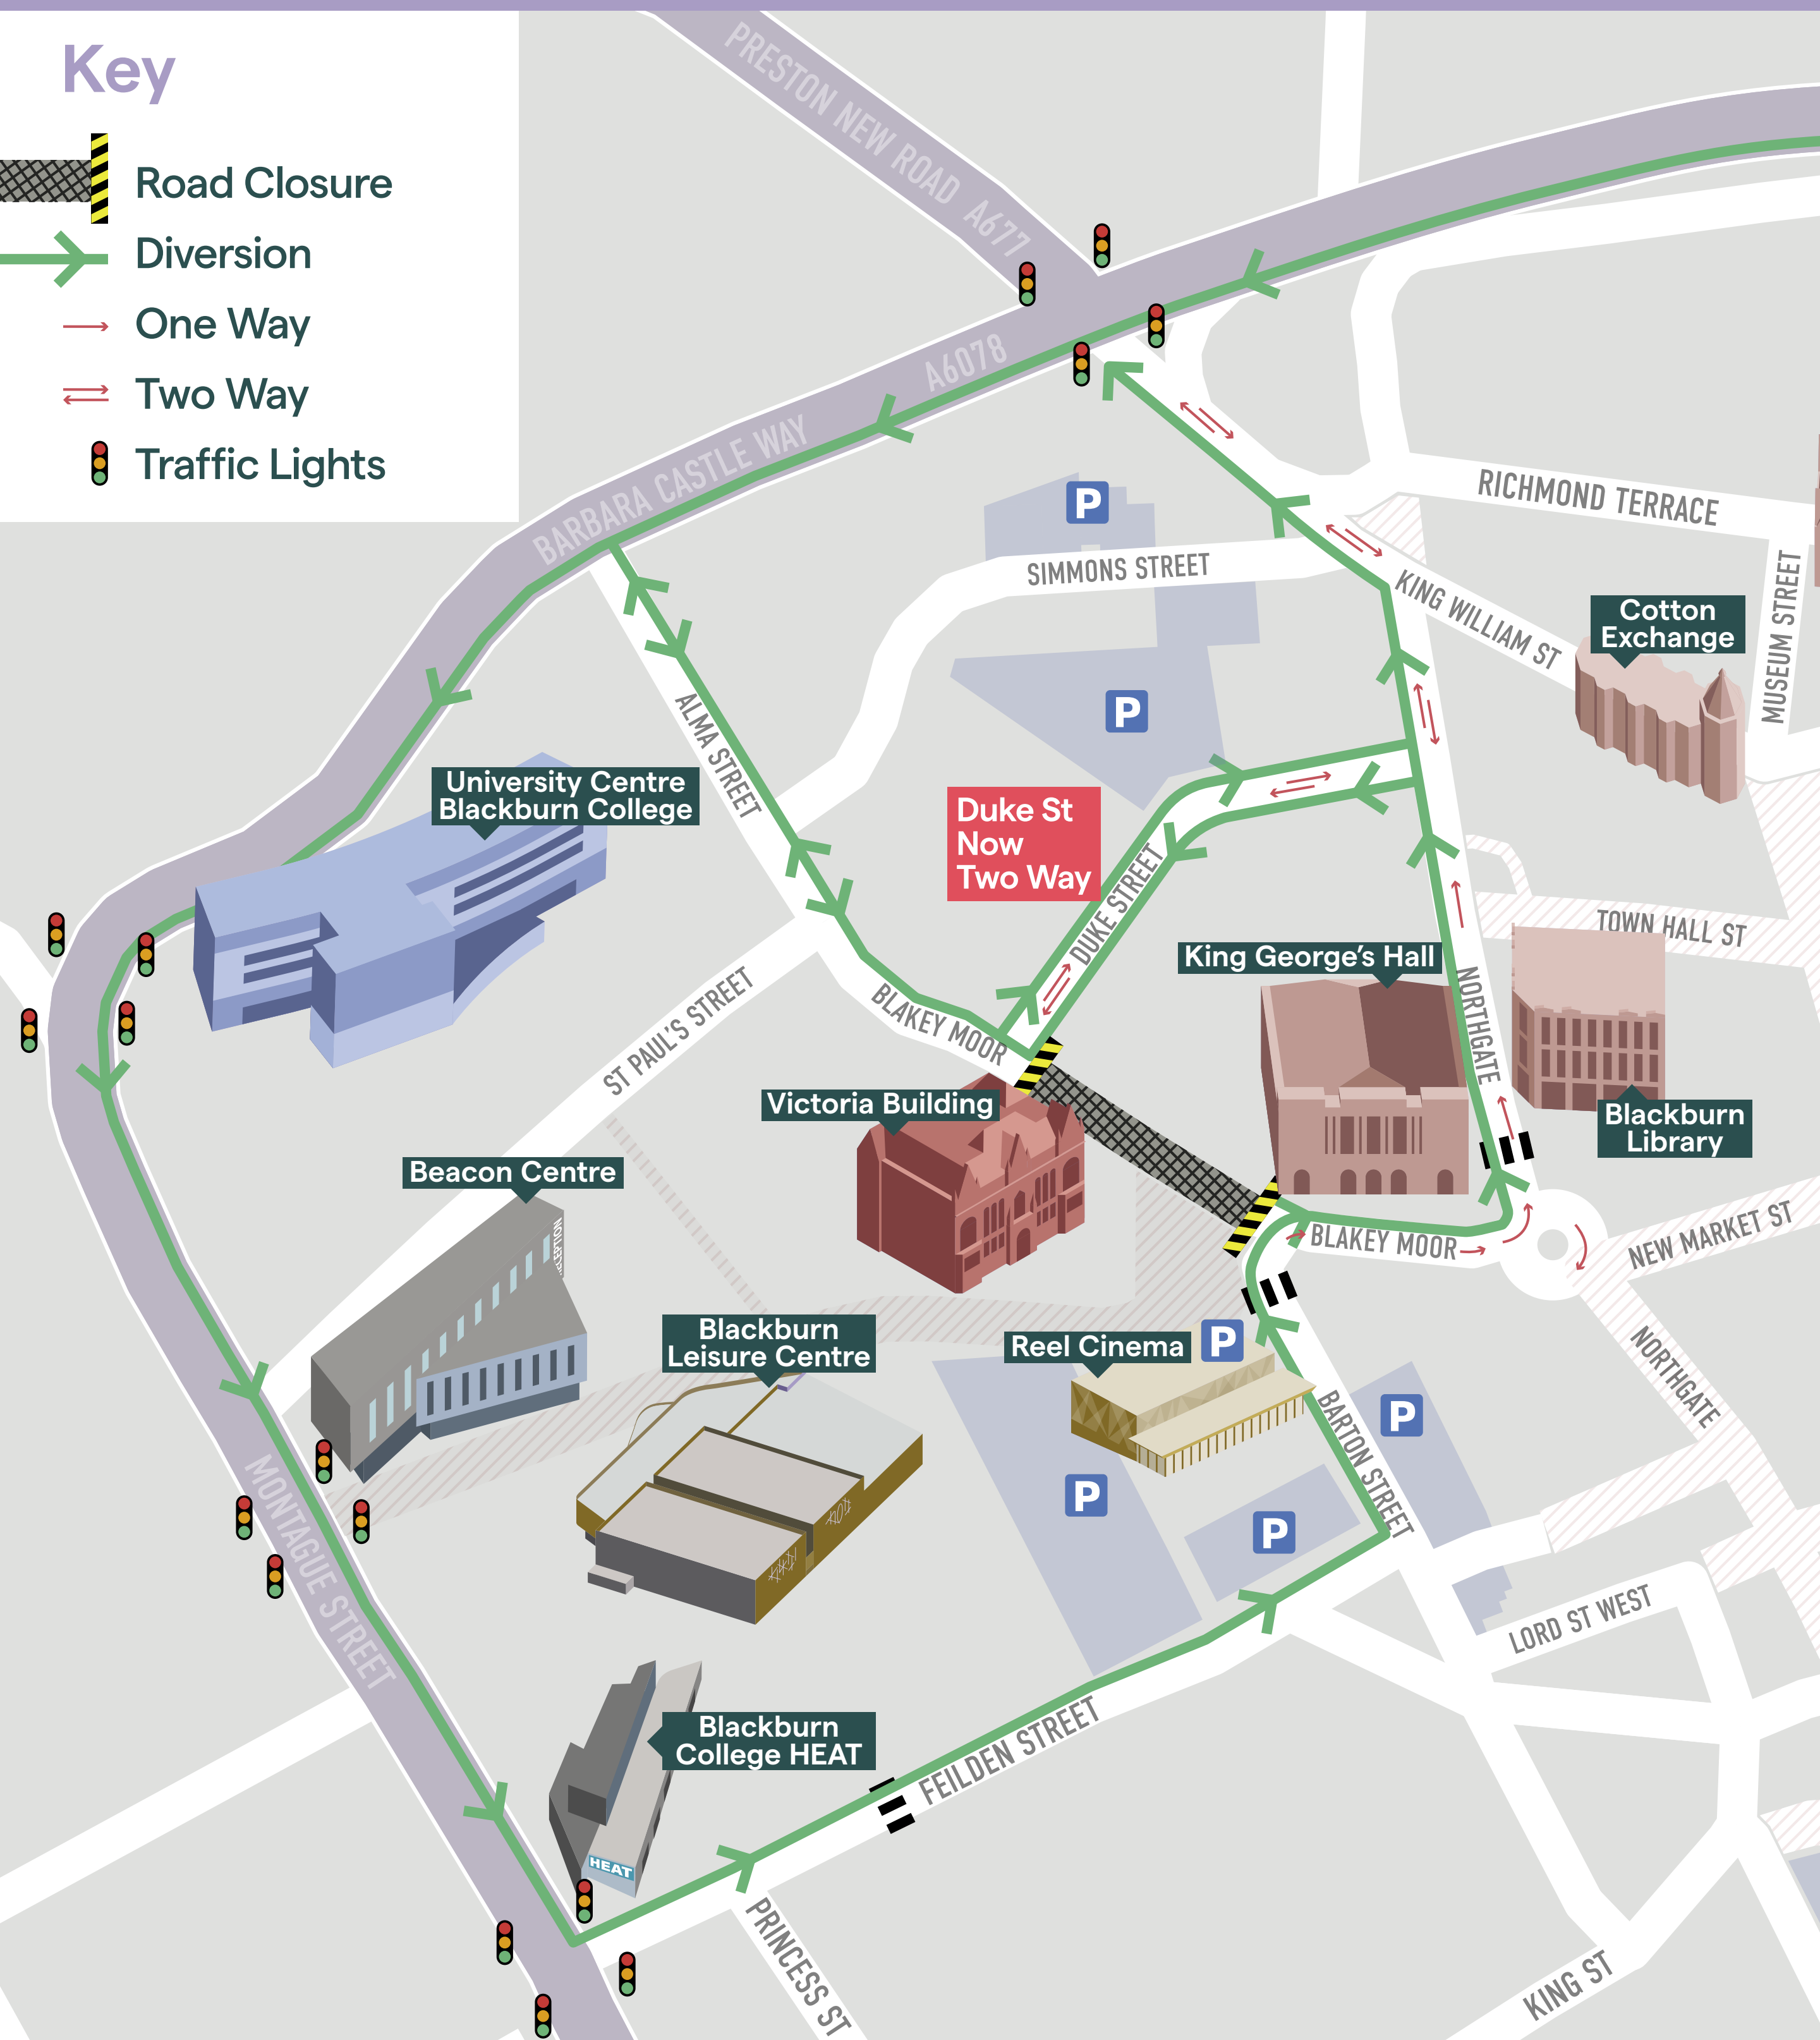 Key
Road Closure
Diversion
One Way
Two Way
Traffic Lights
PRESTON NEW ROAD A677
A6078
BARBARA CASTLE WAY
P
SIMMONS STREET
RICHMOND TERRACE
KING WILLIAM ST
MUSEUM STREET
Cotton
Exchange
P
ALMA STREET
University Centre
Blackburn College
Duke St
Now
Two Way
DUKE STREET
TOWN HALL ST
King George's Hall
NORTHGATE
BLAKEY MOOR
ST PAUL'S STREET
Victoria Building
Blackburn
Library
Beacon Centre
RECEPTION
BLAKEY MOOR
NEW MARKET ST
Blackburn
Leisure Centre
Reel Cinema
P
NORTHGATE
BARTON STREET
P
P
P
MONTAGUE STREET
LORD ST WEST
Blackburn
College HEAT
FEILDEN STREET
HEAT
PRINCESS ST
KING ST